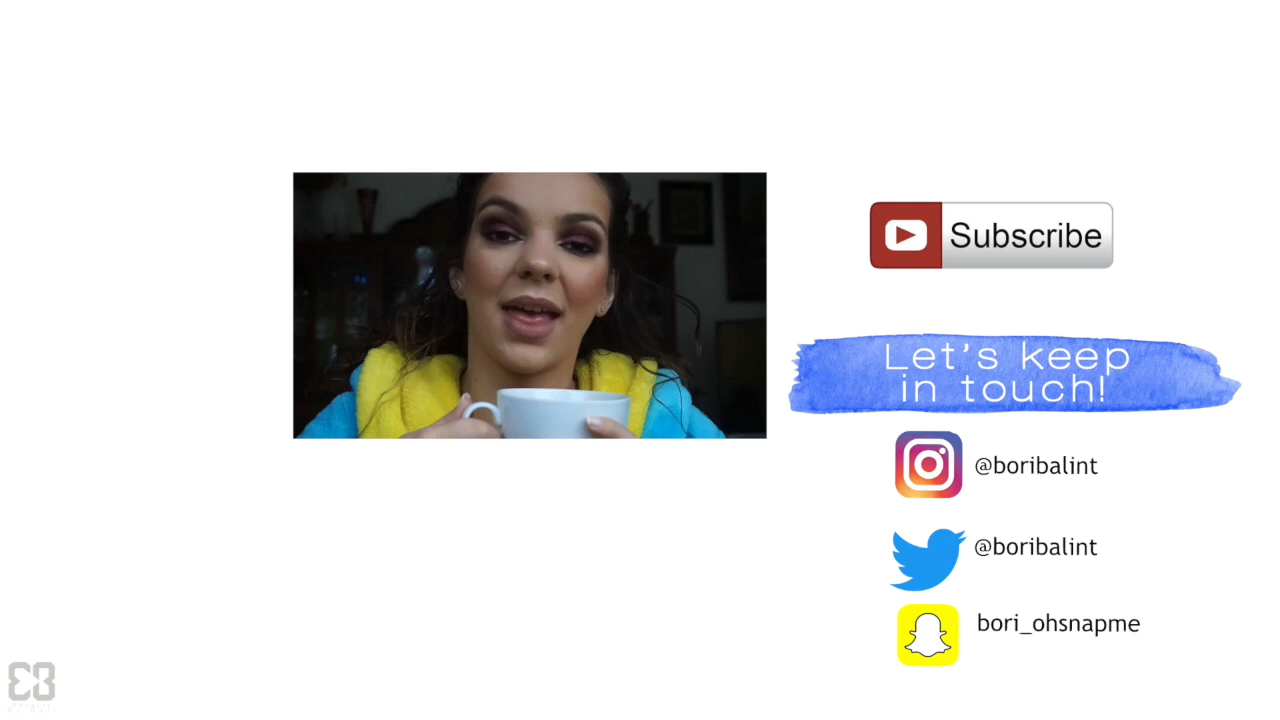 Subscribe
Let's keep
in touch!
@boribalint
@boribalint
bori_ohsnapme